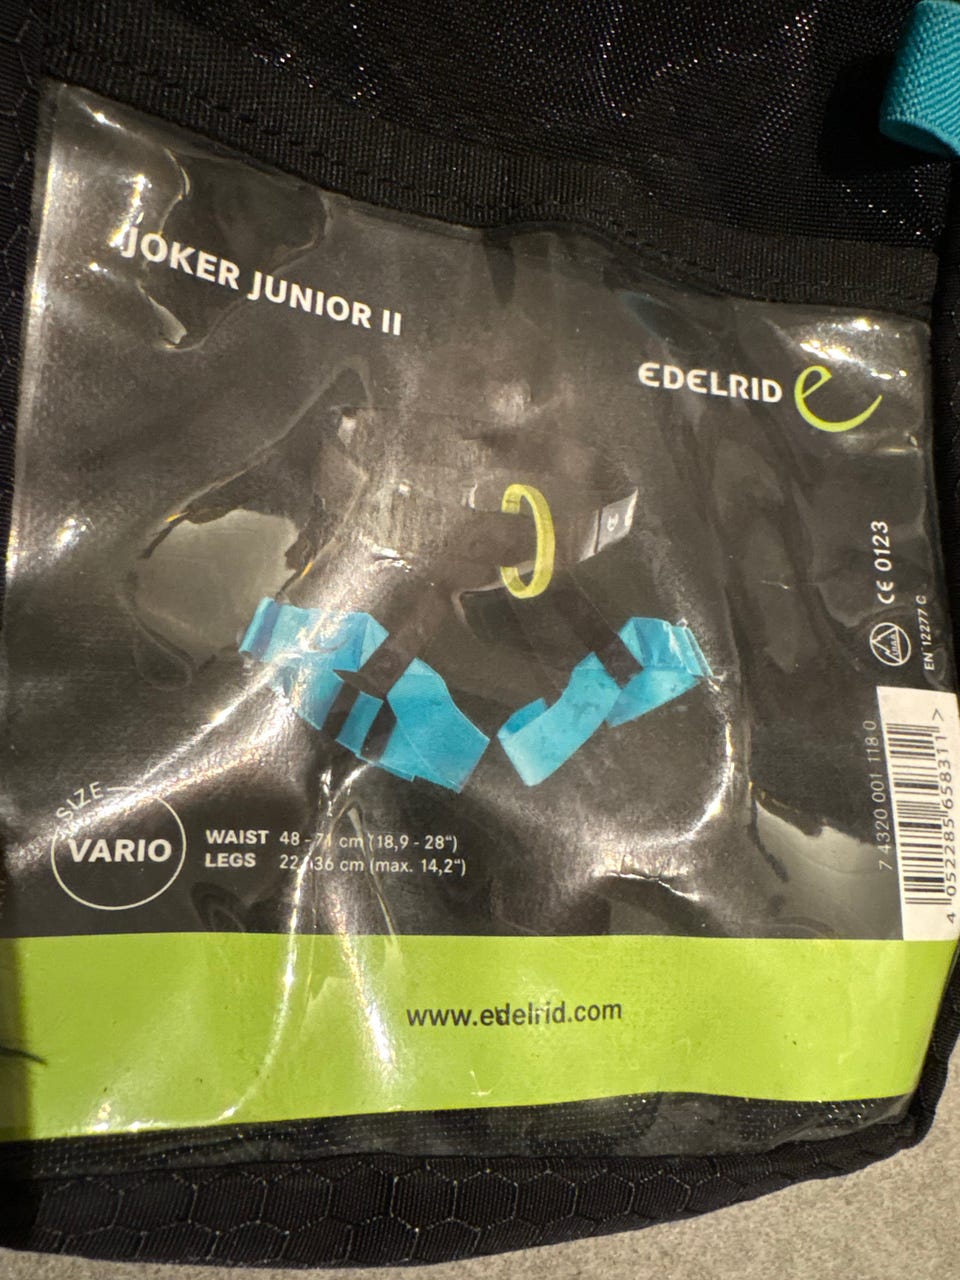 JOKER JUNIOR II
EDELRID
CE 0123
EN 12277 C
7 4320 001 118 0
4 052285 658311 >
SIZE
VARIO
WAIST 48 - 71 cm (18,9 - 28")
LEGS 22 - 36 cm (max. 14,2")
www.edelrid.com